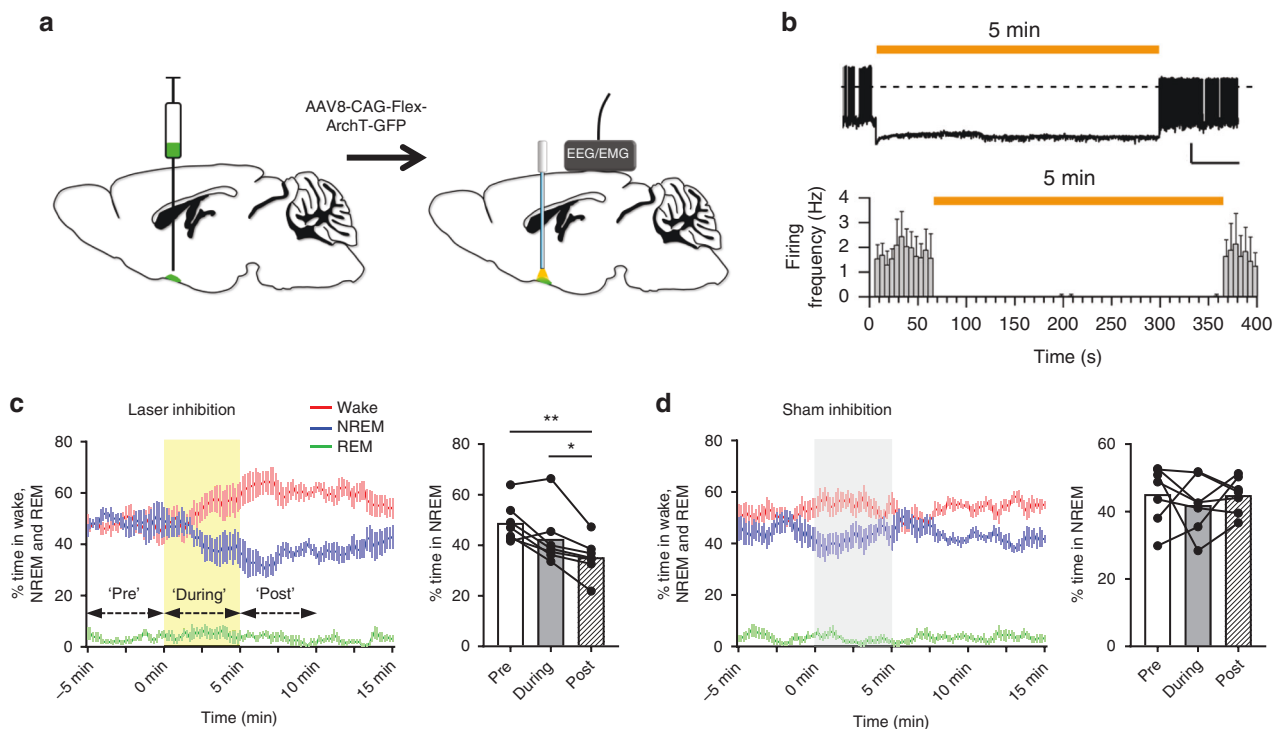 a
AAV8-CAG-Flex-
ArchT-GFP
EEG/EMG
b
5 min
5 min
Firing
frequency (Hz)
4
3
2
1
0
0 50 100 150 200 250 300 350 400
Time (s)
c
Laser inhibition
Wake
NREM
REM
% time in wake,
NREM and REM
80
60
40
20
0
'Pre' 'During' 'Post'
–5 min 0 min 5 min 10 min 15 min
Time (min)
% time in NREM
80
60
40
20
0
**
*
Pre During Post
d
Sham inhibition
% time in wake,
NREM and REM
80
60
40
20
0
–5 min 0 min 5 min 10 min 15 min
Time (min)
% time in NREM
60
40
20
0
Pre During Post